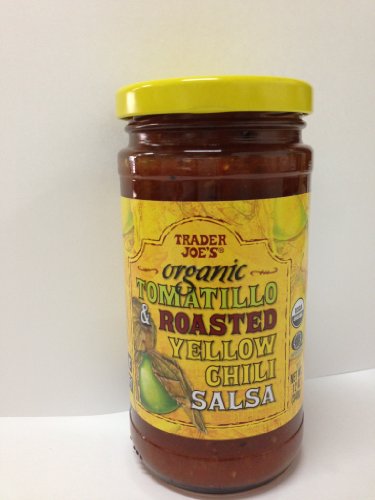 TRADER
JOE'S®
organic
TOMATILLO
& ROASTED
YELLOW
CHILI
SALSA